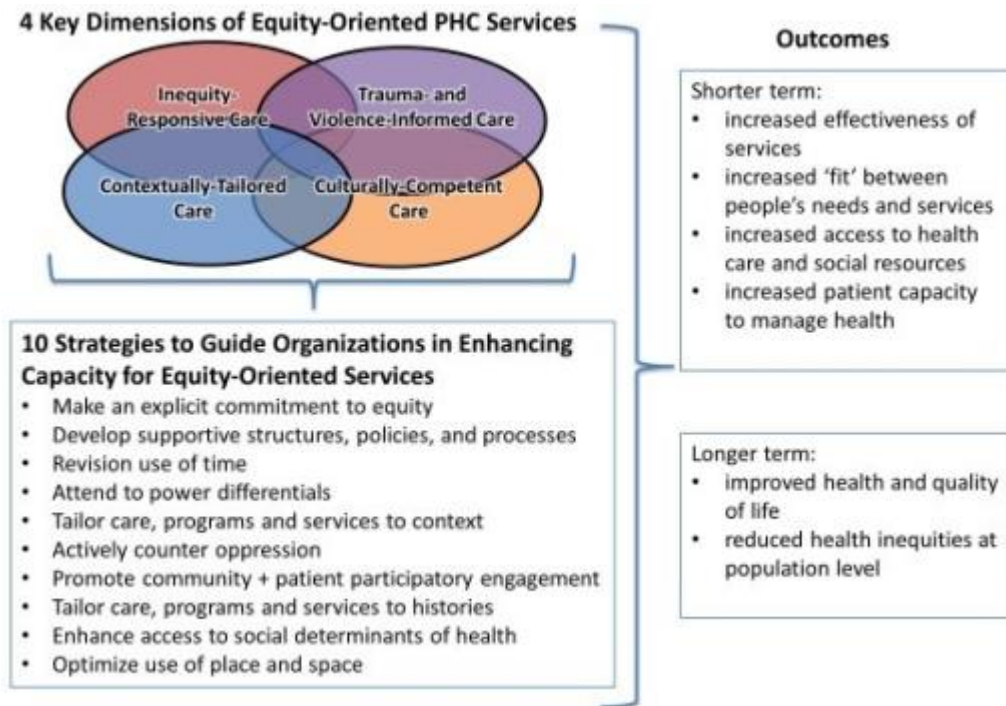 4 Key Dimensions of Equity-Oriented PHC Services
Inequity-
Responsive Care
Trauma- and
Violence-Informed Care
Contextually-Tailored
Care
Culturally-Competent
Care
10 Strategies to Guide Organizations in Enhancing
Capacity for Equity-Oriented Services
• Make an explicit commitment to equity
• Develop supportive structures, policies, and processes
• Revision use of time
• Attend to power differentials
• Tailor care, programs and services to context
• Actively counter oppression
• Promote community + patient participatory engagement
• Tailor care, programs and services to histories
• Enhance access to social determinants of health
• Optimize use of place and space
Outcomes
Shorter term:
• increased effectiveness of
services
• increased ‘fit’ between
people’s needs and services
• increased access to health
care and social resources
• increased patient capacity
to manage health
Longer term:
• improved health and quality
of life
• reduced health inequities at
population level